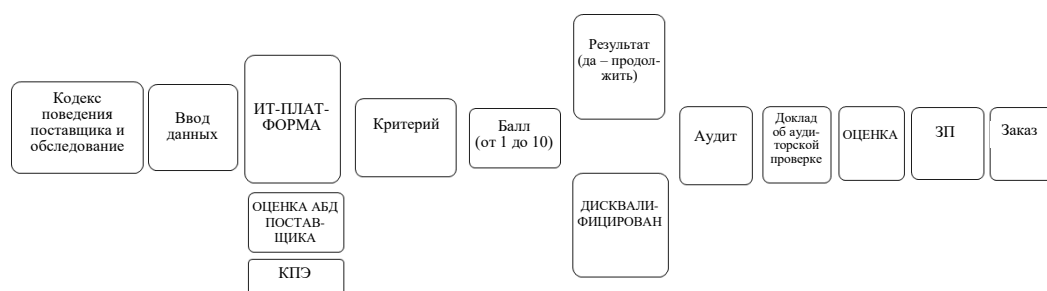 Кодекс
поведения
поставщика и
обследование
Ввод
данных
ИТ-ПЛАТ-
ФОРМА
ОЦЕНКА АБД
ПОСТАВ-
ЩИКА
КПЭ
Критерий
Балл
(от 1 до 10)
Результат
(да – продол-
жить)
ДИСКВАЛИ-
ФИЦИРОВАН
Аудит
Доклад
об ауди-
торской
проверке
ОЦЕНКА
ЗП
Заказ